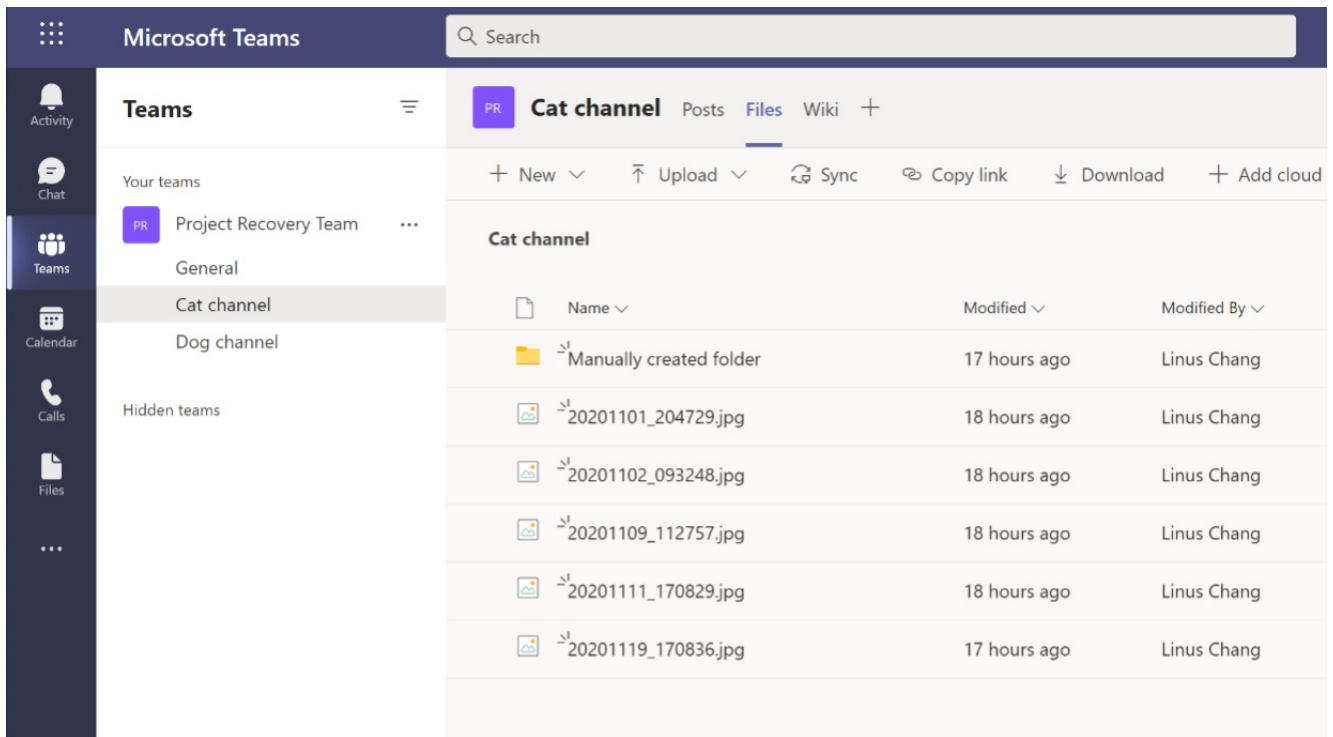 Microsoft Teams
Search
Activity
Chat
Teams
Calendar
Calls
Files
Teams
Your teams
PR Project Recovery Team
General
Cat channel
Dog channel
Hidden teams
PR Cat channel Posts Files Wiki
New Upload Sync Copy link Download Add cloud
Cat channel
Name Modified Modified By
Manually created folder 17 hours ago Linus Chang
20201101_204729.jpg 18 hours ago Linus Chang
20201102_093248.jpg 18 hours ago Linus Chang
20201109_112757.jpg 18 hours ago Linus Chang
20201111_170829.jpg 18 hours ago Linus Chang
20201119_170836.jpg 17 hours ago Linus Chang